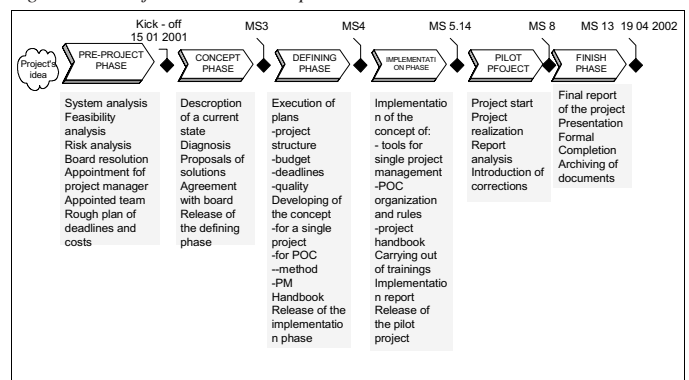 Kick - off
15 01 2001
MS3
MS4
MS 5.14
MS 8
MS 13
19 04 2002
Project's
idea
PRE-PROJECT
PHASE
CONCEPT
PHASE
DEFINING
PHASE
IMPLEMENTATI
ON PHASE
PILOT
PFOJECT
FINISH
PHASE
System analysis
Feasibility
analysis
Risk analysis
Board resolution
Appointment fof
project manager
Appointed team
Rough plan of
deadlines and
costs
Descroption
of a current
state
Diagnosis
Proposals of
solutions
Agreement
with board
Release of
the defining
phase
Execution of
plans
-project
structure
-budget
-deadlines
-quality
Developing of
the concept
-for a single
project
-for POC
--method
-PM
Handbook
Release of the
implementatio
n phase
Implementatio
n of the
concept of:
- tools for
single project
management
-POC
organization
and rules
-project
handbook
Carrying out
of trainings
Implementatio
n report
Release of
the pilot
project
Project start
Project
realization
Report
analysis
Introduction of
corrections
Final report
of the project
Presentation
Formal
Completion
Archiving of
documents